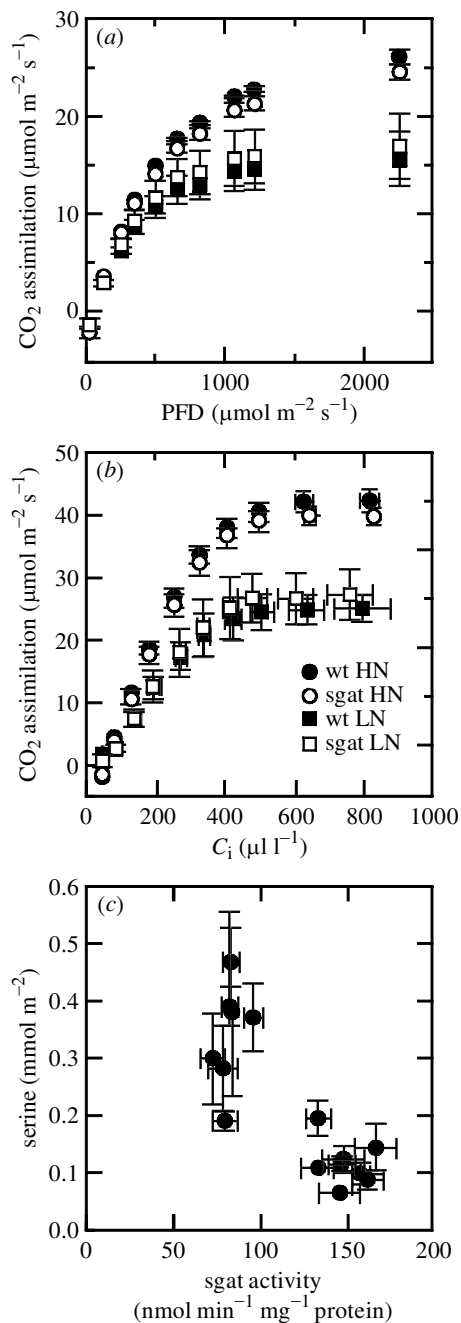 (a)
30
20
10
0
CO₂ assimilation (μmol m⁻² s⁻¹)
0 1000 2000
PFD (μmol m⁻² s⁻¹)
(b)
50
40
30
20
10
0
CO₂ assimilation (μmol m⁻² s⁻¹)
wt HN
sgat HN
wt LN
sgat LN
0 200 400 600 800 1000
Cᵢ (μl l⁻¹)
(c)
0.6
0.5
0.4
0.3
0.2
0.1
0.0
serine (mmol m⁻²)
0 50 100 150 200
sgat activity
(nmol min⁻¹ mg⁻¹ protein)